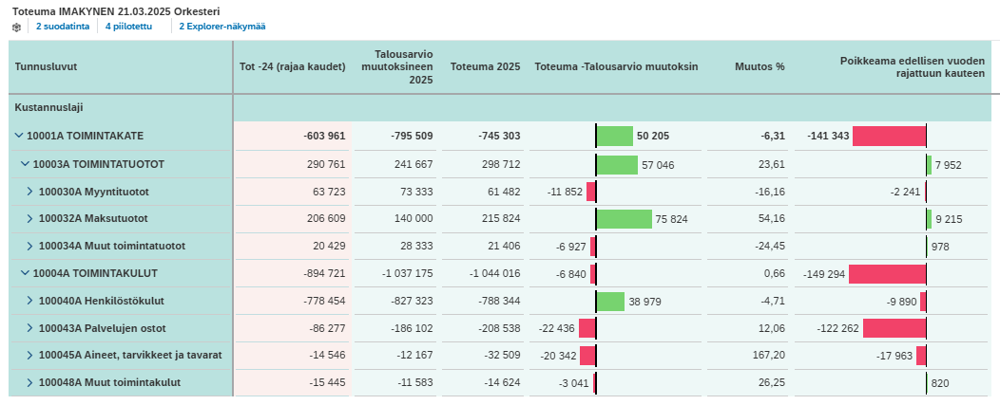 Toteuma IMAKYNEN 21.03.2025 Orkesteri
2 suodatinta 4 piilotettu 2 Explorer-näkymää
Tunnusluvut Tot -24 (rajaa kaudet) Talousarvio muutoksineen 2025 Toteuma 2025 Toteuma -Talousarvio muutoksin Muutos % Poikkeama edellisen vuoden rajattuun kauteen
Kustannuslaji
10001A TOIMINTAKATE -603 961 -795 509 -745 303 50 205 -6,31 -141 343
10003A TOIMINTATUOTOT 290 761 241 667 298 712 57 046 23,61 7 952
100030A Myyntituotot 63 723 73 333 61 482 -11 852 -16,16 -2 241
100032A Maksutuotot 206 609 140 000 215 824 75 824 54,16 9 215
100034A Muut toimintatuotot 20 429 28 333 21 406 -6 927 -24,45 978
10004A TOIMINTAKULUT -894 721 -1 037 175 -1 044 016 -6 840 0,66 -149 294
100040A Henkilöstökulut -778 454 -827 323 -788 344 38 979 -4,71 -9 890
100043A Palvelujen ostot -86 277 -186 102 -208 538 -22 436 12,06 -122 262
100045A Aineet, tarvikkeet ja tavarat -14 546 -12 167 -32 509 -20 342 167,20 -17 963
100048A Muut toimintakulut -15 445 -11 583 -14 624 -3 041 26,25 820